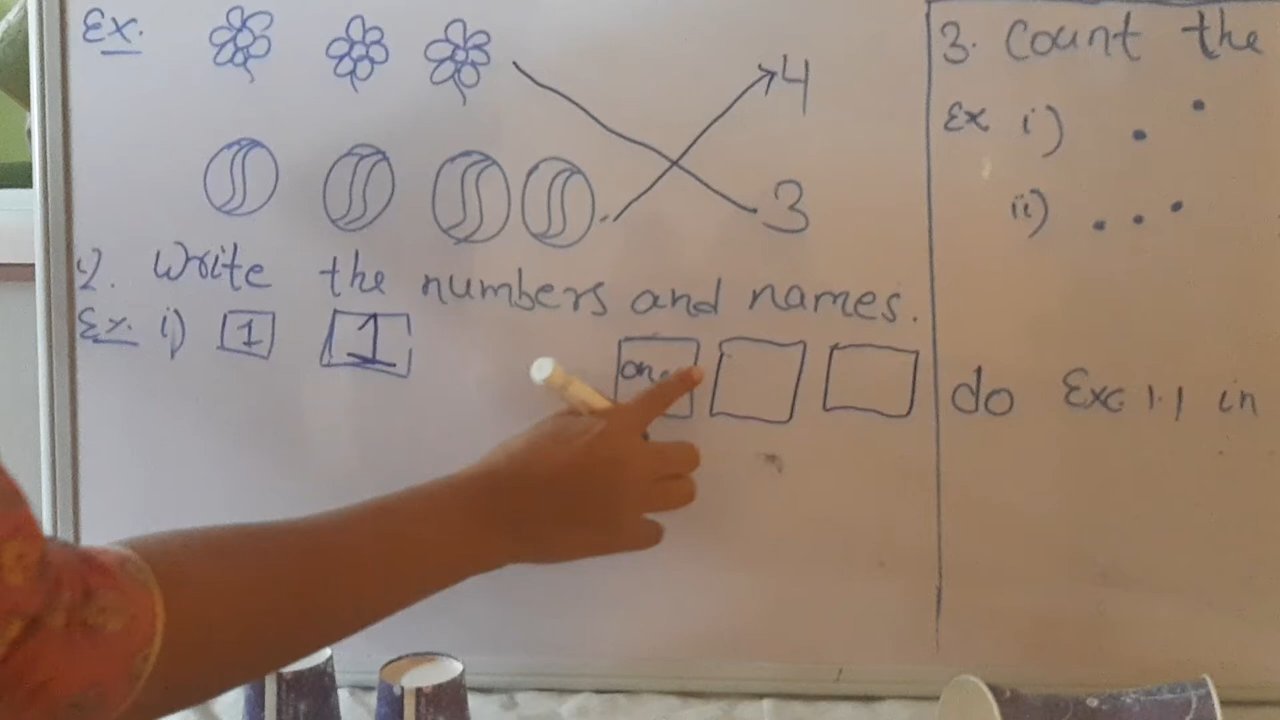 Ex.
4
3
2. Write the numbers and names.
Ex. i) 1 1
3. Count the
Ex i)
ii)
do Exc 1.1 in